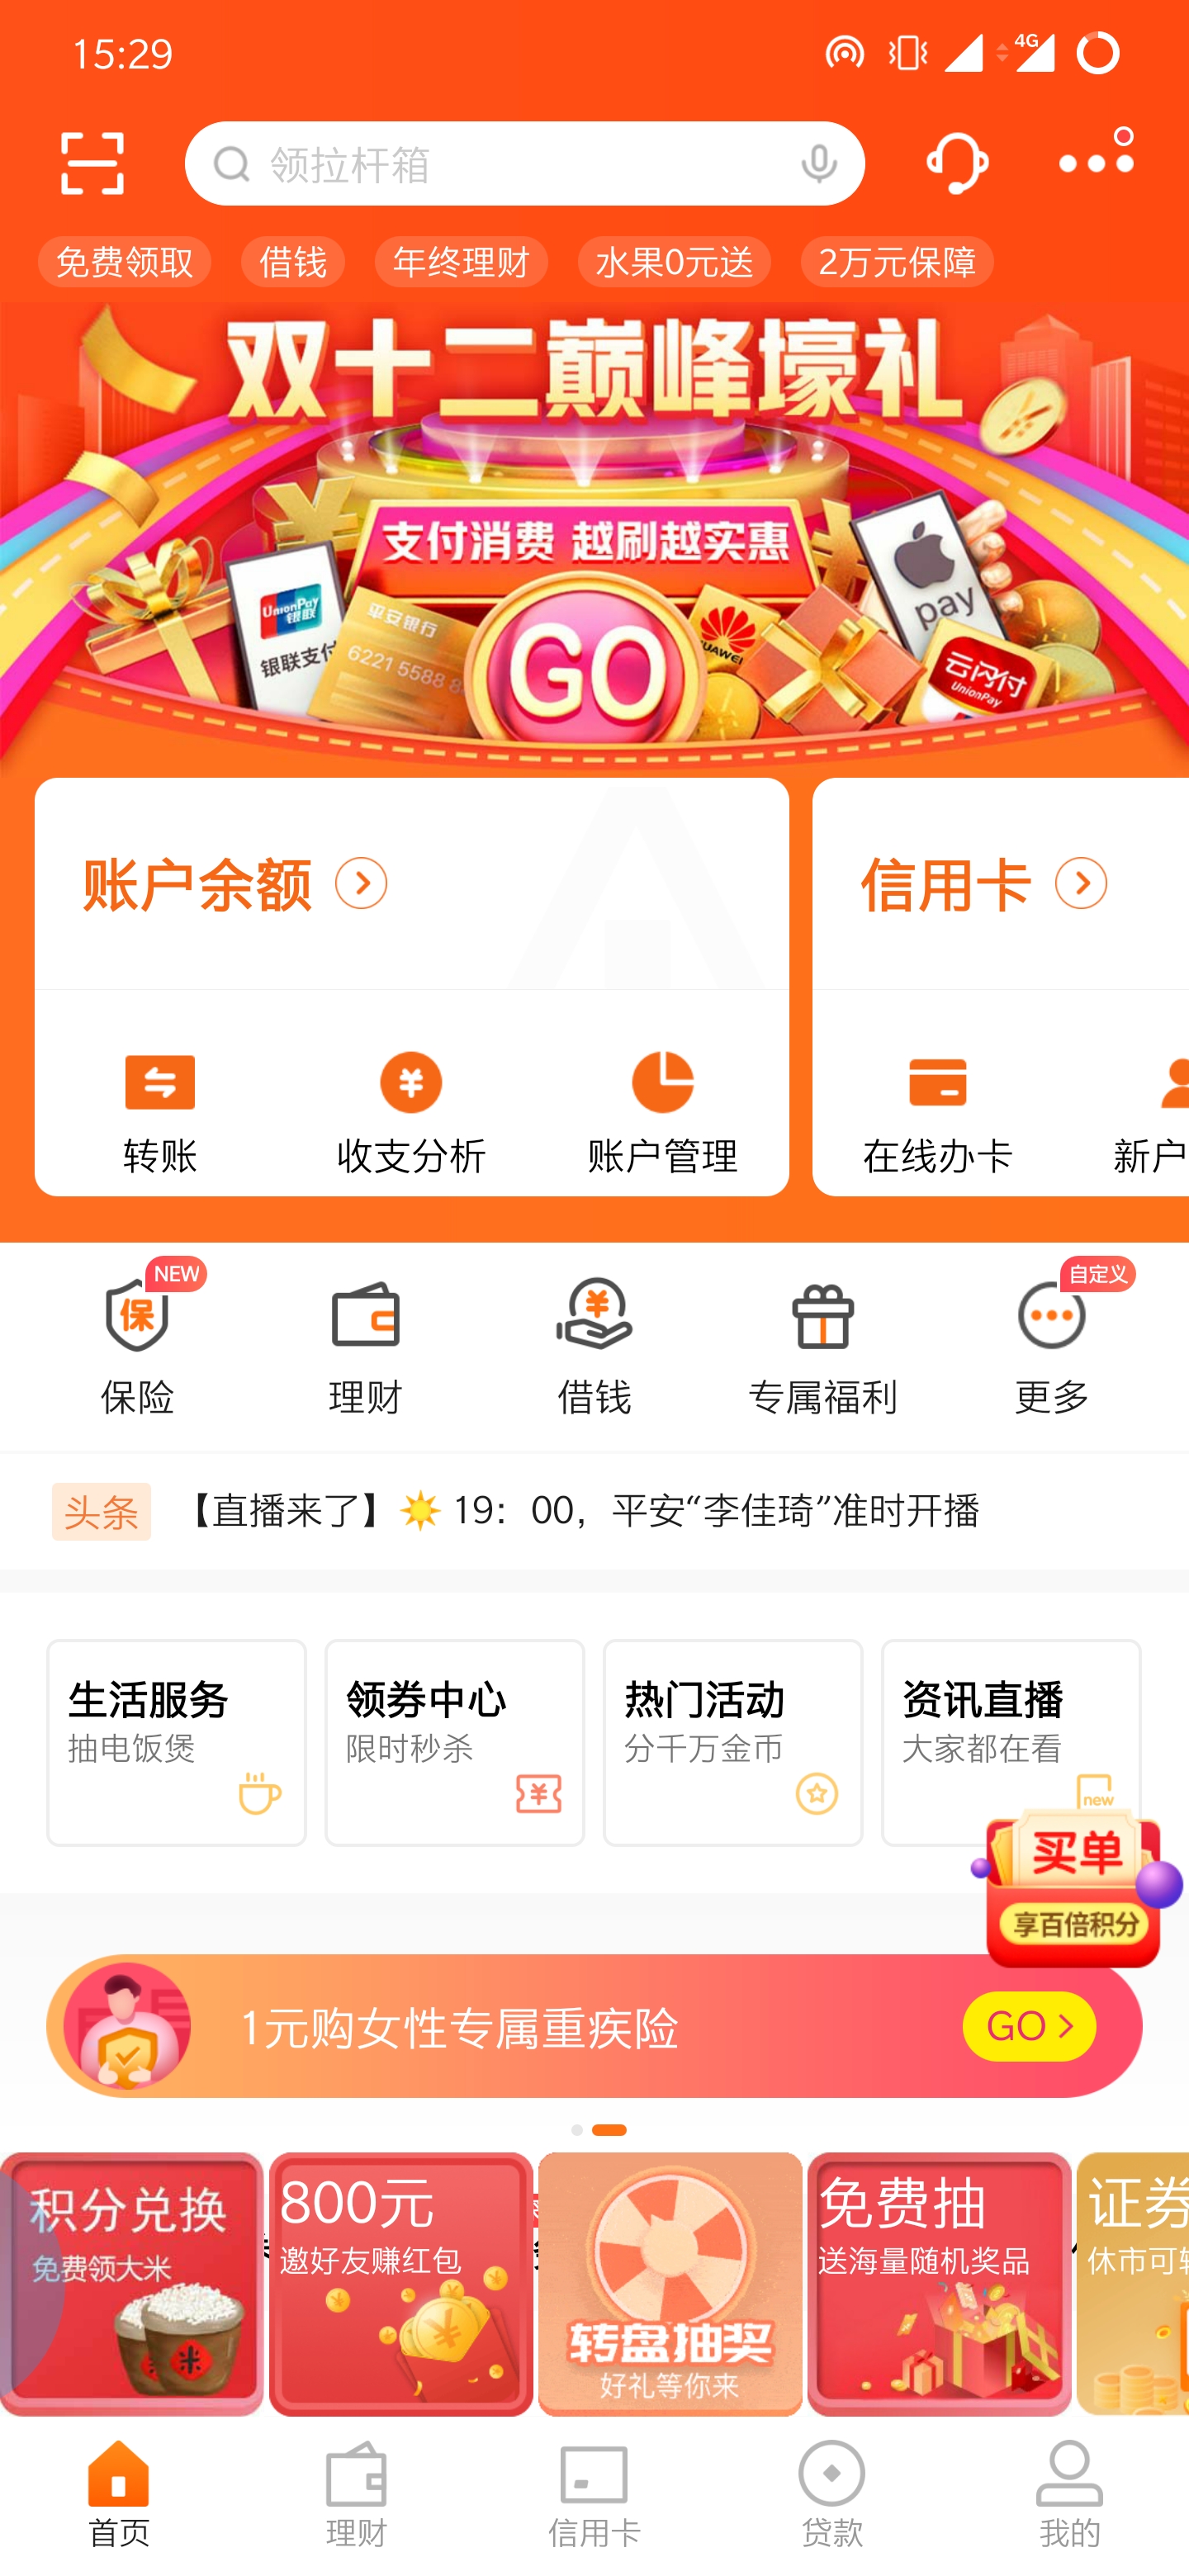 15:29
4G
领拉杆箱
免费领取
借钱
年终理财
水果0元送
2万元保障
双十二巅峰壕礼
支付消费 越刷越实惠
UnionPay
银联
银联支付
平安银行
6221 5588 8
GO
HUAWEI
pay
云闪付
UnionPay
账户余额
信用卡
转账
收支分析
账户管理
在线办卡
新户
NEW
自定义
保
保险
理财
借钱
专属福利
更多
头条
【直播来了】☀️ 19：00，平安“李佳琦”准时开播
生活服务
领券中心
热门活动
资讯直播
抽电饭煲
限时秒杀
分千万金币
大家都在看
new
买单
享百倍积分
1元购女性专属重疾险
GO >
积分兑换
免费领大米
米
800元
邀好友赚红包
转盘抽奖
好礼等你来
免费抽
送海量随机奖品
证券
休市可转
首页
理财
信用卡
贷款
我的